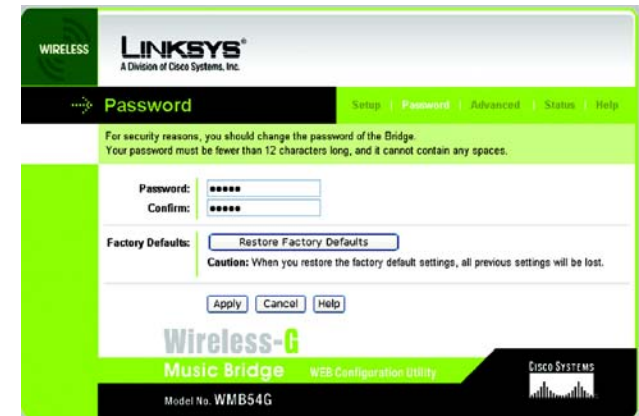 WIRELESS
LINKSYS®
A Division of Cisco Systems, Inc.
Password
Setup | Password | Advanced | Status | Help
For security reasons, you should change the password of the Bridge.
Your password must be fewer than 12 characters long, and it cannot contain any spaces.
Password: •••••
Confirm: •••••
Factory Defaults: Restore Factory Defaults
Caution: When you restore the factory default settings, all previous settings will be lost.
Apply Cancel Help
Wireless-G
Music Bridge WEB Configuration Utility
CISCO SYSTEMS
Model No. WMB54G